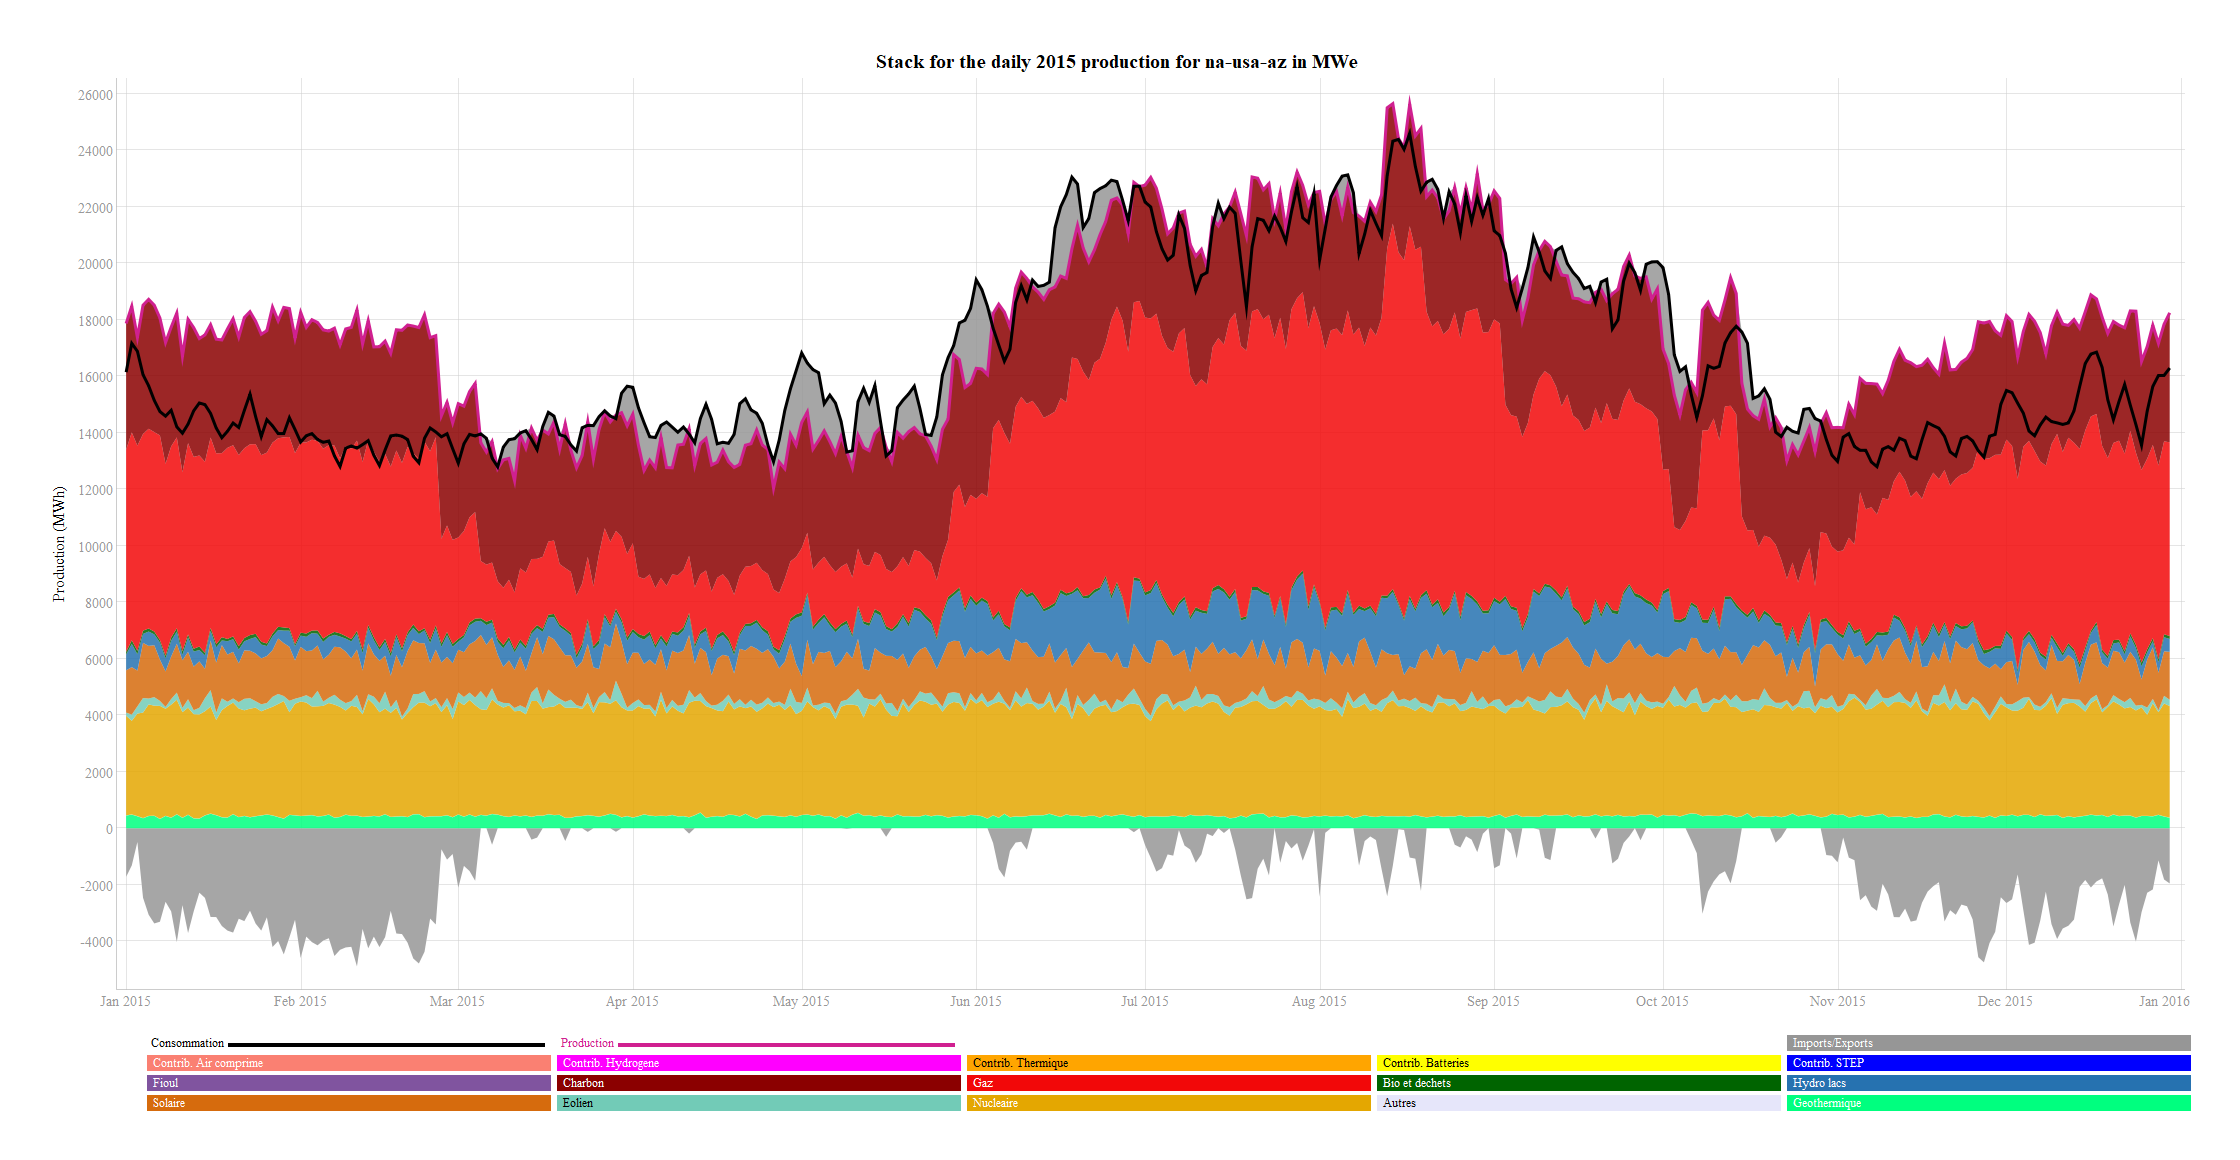 Stack for the daily 2015 production for na-usa-az in MWe
Production (MWh)
26000
24000
22000
20000
18000
16000
14000
12000
10000
8000
6000
4000
2000
0
-2000
-4000
Jan 2015 Feb 2015 Mar 2015 Apr 2015 May 2015 Jun 2015 Jul 2015 Aug 2015 Sep 2015 Oct 2015 Nov 2015 Dec 2015 Jan 2016
Consommation Production Imports/Exports
Contrib. Air comprime Contrib. Hydrogene Contrib. Thermique Contrib. Batteries Contrib. STEP
Fioul Charbon Gaz Bio et dechets Hydro lacs
Solaire Eolien Nucleaire Autres Geothermique